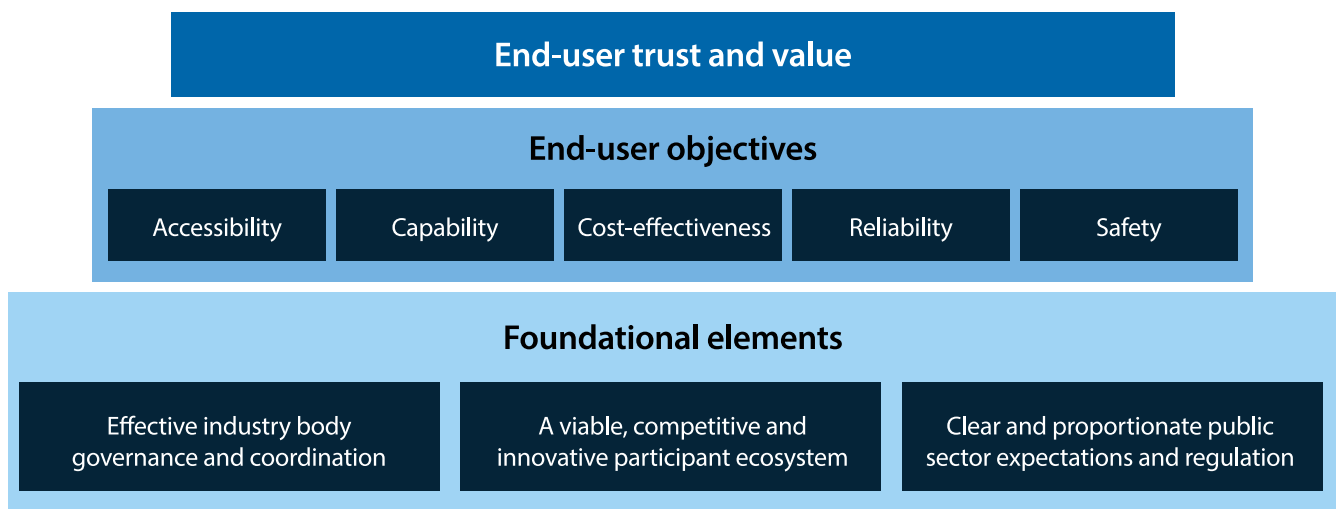 End-user trust and value
End-user objectives
Accessibility
Capability
Cost-effectiveness
Reliability
Safety
Foundational elements
Effective industry body
governance and coordination
A viable, competitive and
innovative participant ecosystem
Clear and proportionate public
sector expectations and regulation